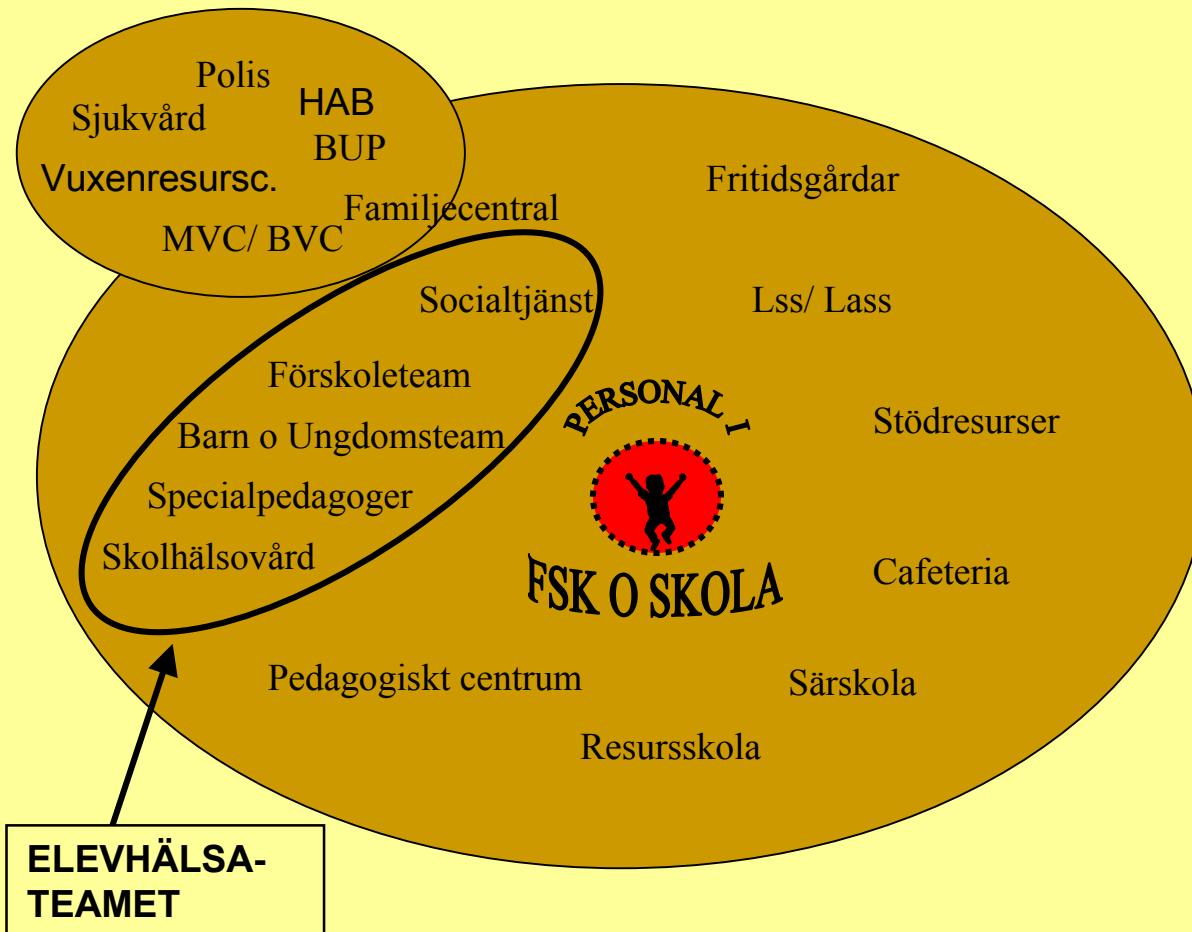 Polis
HAB
Sjukvård
BUP
Vuxenresursc.
Familjecentral
MVC/ BVC
Fritidsgårdar
Socialtjänst
Lss/ Lass
Förskoleteam
Barn o Ungdomsteam
Specialpedagoger
Skolhälsovård
PERSONAL I
FSK O SKOLA
Stödresurser
Cafeteria
Pedagogiskt centrum
Särskola
Resursskola
ELEVHÄLSA-
TEAMET